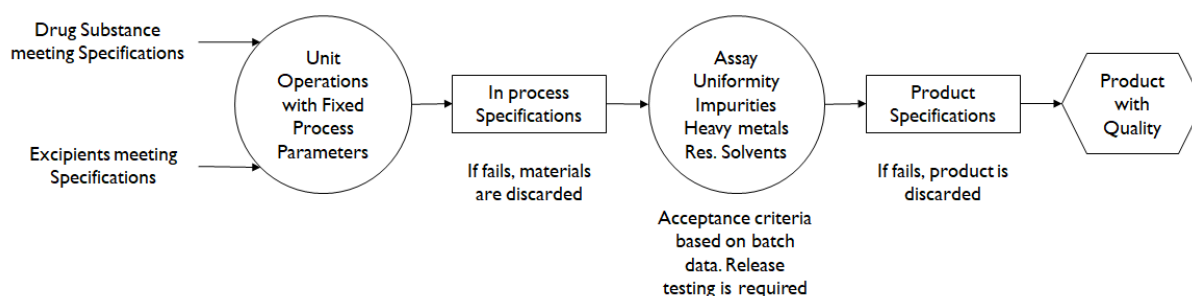 Drug Substance
meeting Specifications
Excipients meeting
Specifications
Unit
Operations
with Fixed
Process
Parameters
In process
Specifications
If fails, materials
are discarded
Assay
Uniformity
Impurities
Heavy metals
Res. Solvents
Acceptance criteria
based on batch
data. Release
testing is required
Product
Specifications
If fails, product is
discarded
Product
with
Quality